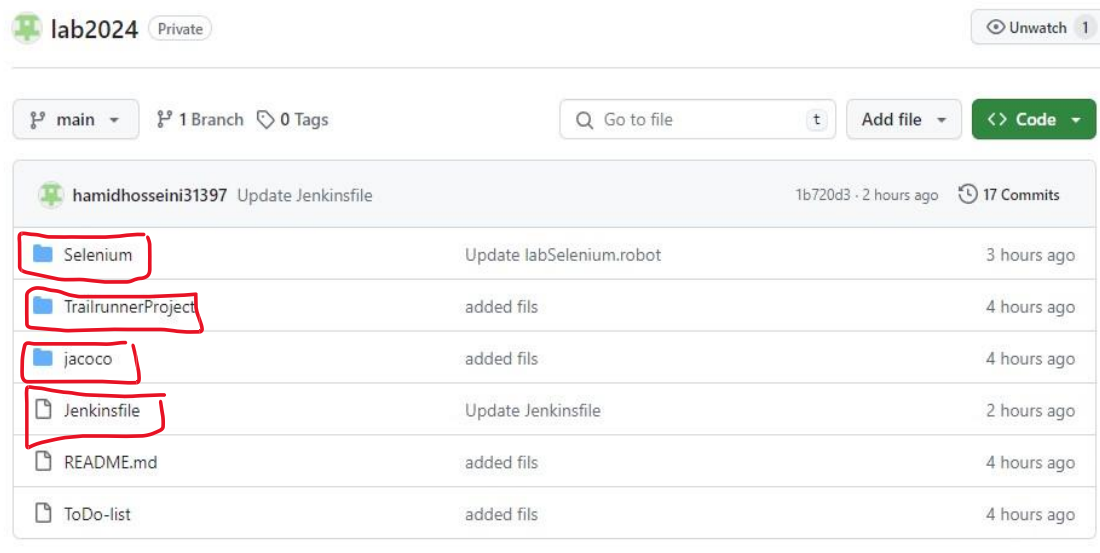 lab2024 Private Unwatch 1
main 1 Branch 0 Tags Go to file t Add file Code
hamidhosseini31397 Update Jenkinsfile 1b720d3 · 2 hours ago 17 Commits
Selenium Update labSelenium.robot 3 hours ago
TrailrunnerProject added fils 4 hours ago
jacoco added fils 4 hours ago
Jenkinsfile Update Jenkinsfile 2 hours ago
README.md added fils 4 hours ago
ToDo-list added fils 4 hours ago